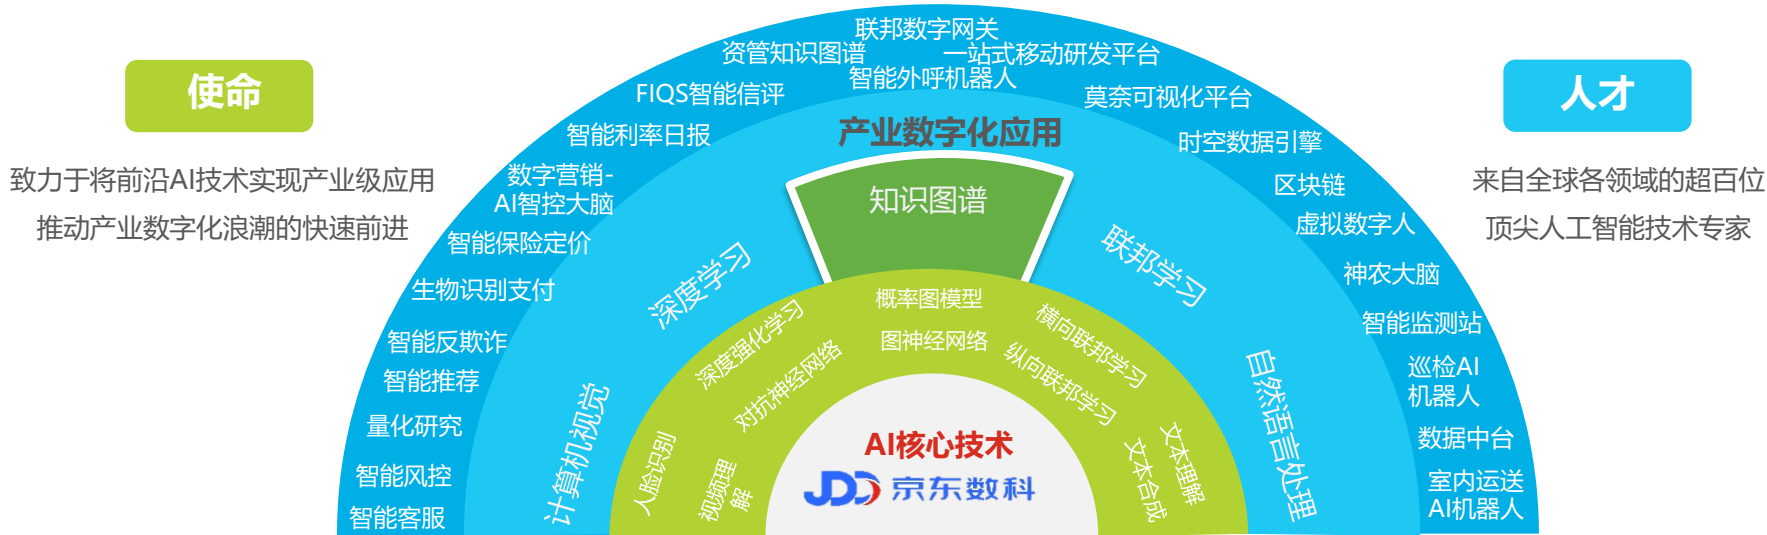 使命
致力于将前沿AI技术实现产业级应用
推动产业数字化浪潮的快速前进
联邦数字网关
资管知识图谱
一站式移动研发平台
智能外呼机器人
FIQS智能信评
莫奈可视化平台
智能利率日报
时空数据引擎
数字营销-
AI智控大脑
区块链
智能保险定价
虚拟数字人
生物识别支付
神农大脑
智能反欺诈
智能监测站
智能推荐
巡检AI
机器人
量化研究
数据中台
智能风控
室内运送
AI机器人
智能客服
产业数字化应用
知识图谱
深度学习
联邦学习
计算机视觉
自然语言处理
概率图模型
图神经网络
深度强化学习
对抗神经网络
横向联邦学习
纵向联邦学习
人脸识别
视频理
解
文本理解
文本合成
AI核心技术
JDD 京东数科
人才
来自全球各领域的超百位
顶尖人工智能技术专家